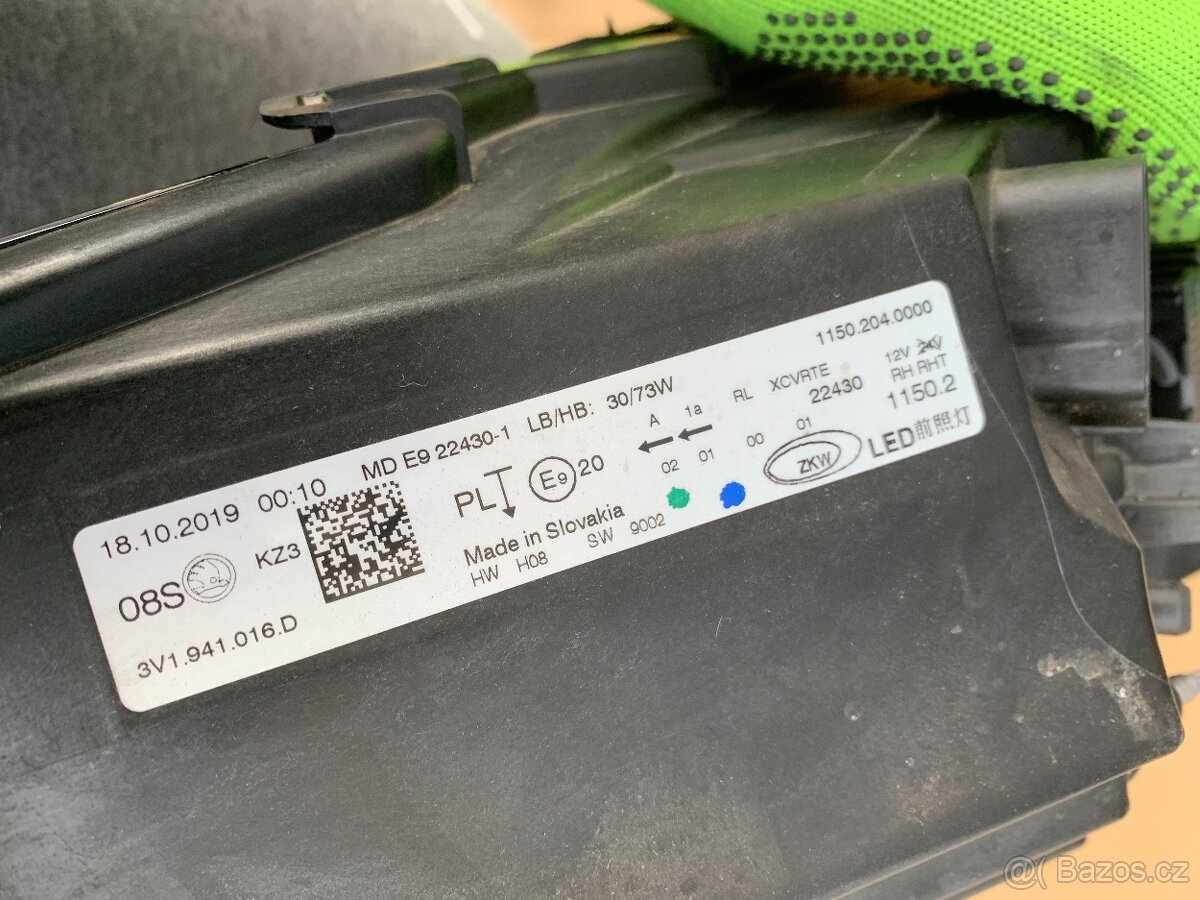 18.10.2019 00:10 MD E9 22430-1 LB/HB: 30/73W 1150.204.0000
08S KZ3 PL E9 20 A 1a RL XCVRTE 12V 24V
02 01 00 01 22430 RH RHT
1150.2
Made in Slovakia ZKW LED前照灯
HW H08 SW 9002
3V1.941.016.D
@( Bazos.cz